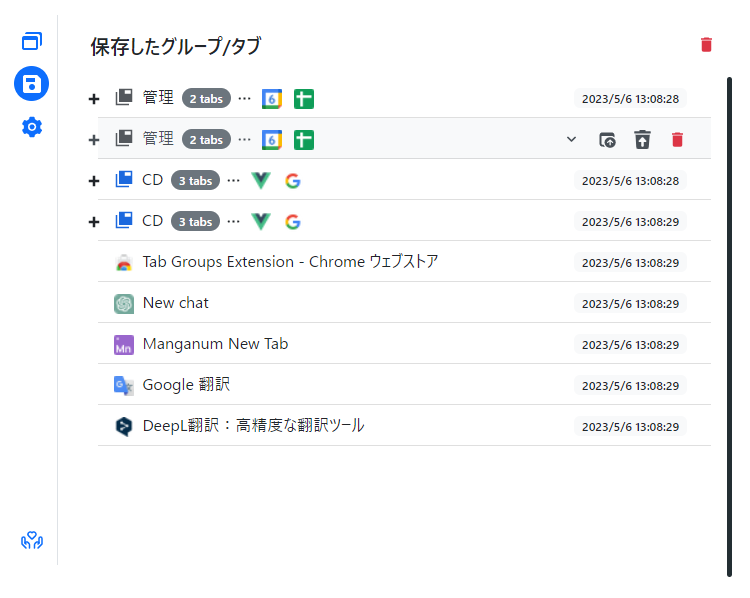 保存したグループ/タブ
管理 2 tabs ... 6 2023/5/6 13:08:28
管理 2 tabs ... 6
CD 3 tabs ... 2023/5/6 13:08:28
CD 3 tabs ... 2023/5/6 13:08:29
Tab Groups Extension - Chrome ウェブストア 2023/5/6 13:08:29
New chat 2023/5/6 13:08:29
Mn Manganum New Tab 2023/5/6 13:08:29
G Google 翻訳 2023/5/6 13:08:29
DeepL翻訳：高精度な翻訳ツール 2023/5/6 13:08:29